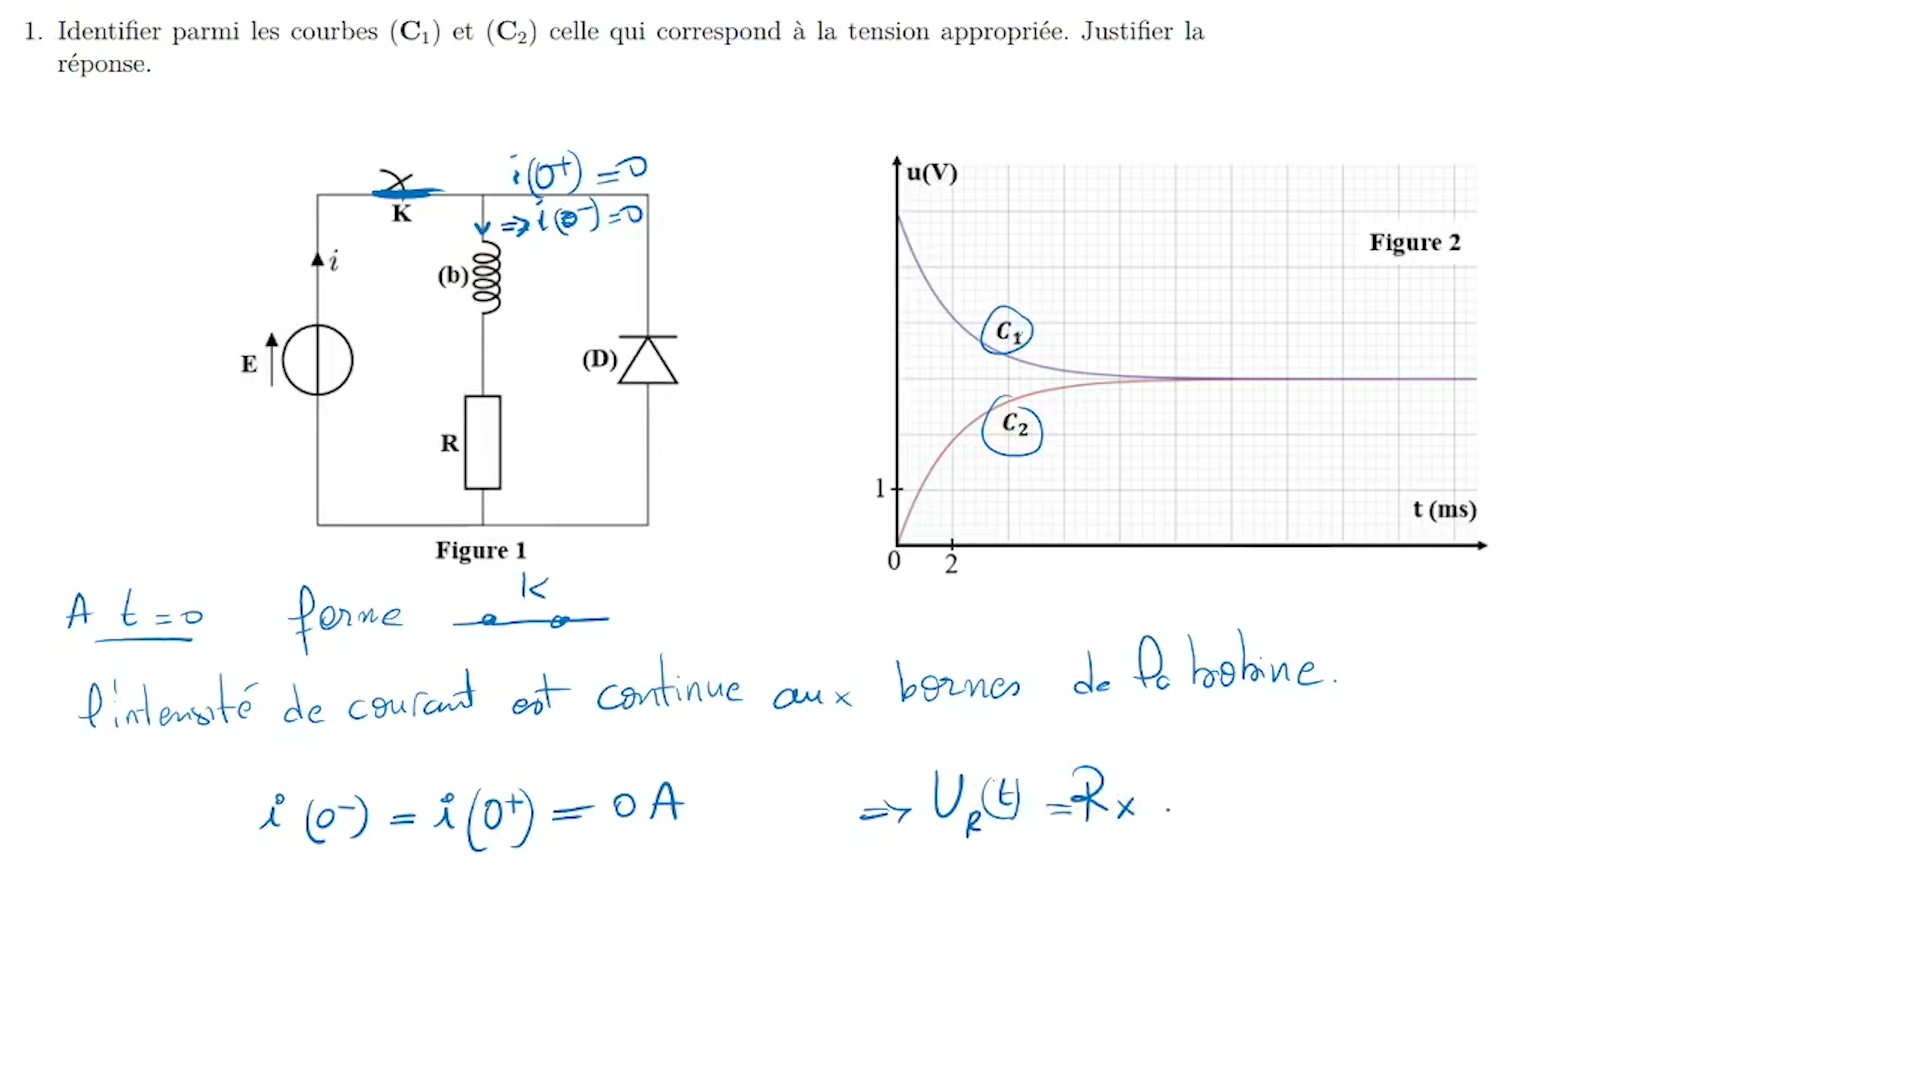 1. Identifier parmi les courbes (C₁) et (C₂) celle qui correspond à la tension appropriée. Justifier la
réponse.
i(0⁺) = 0
K
⇒ i(0⁻) = 0
i
(b)
E
(D)
R
Figure 1
u(V)
Figure 2
C₁
C₂
1
t (ms)
0
2
K
A t = 0 ferme
l'intensité de courant est continue aux bornes de la bobine.
i(0⁻) = i(0⁺) = 0 A ⇒ U_R(t) = R x .